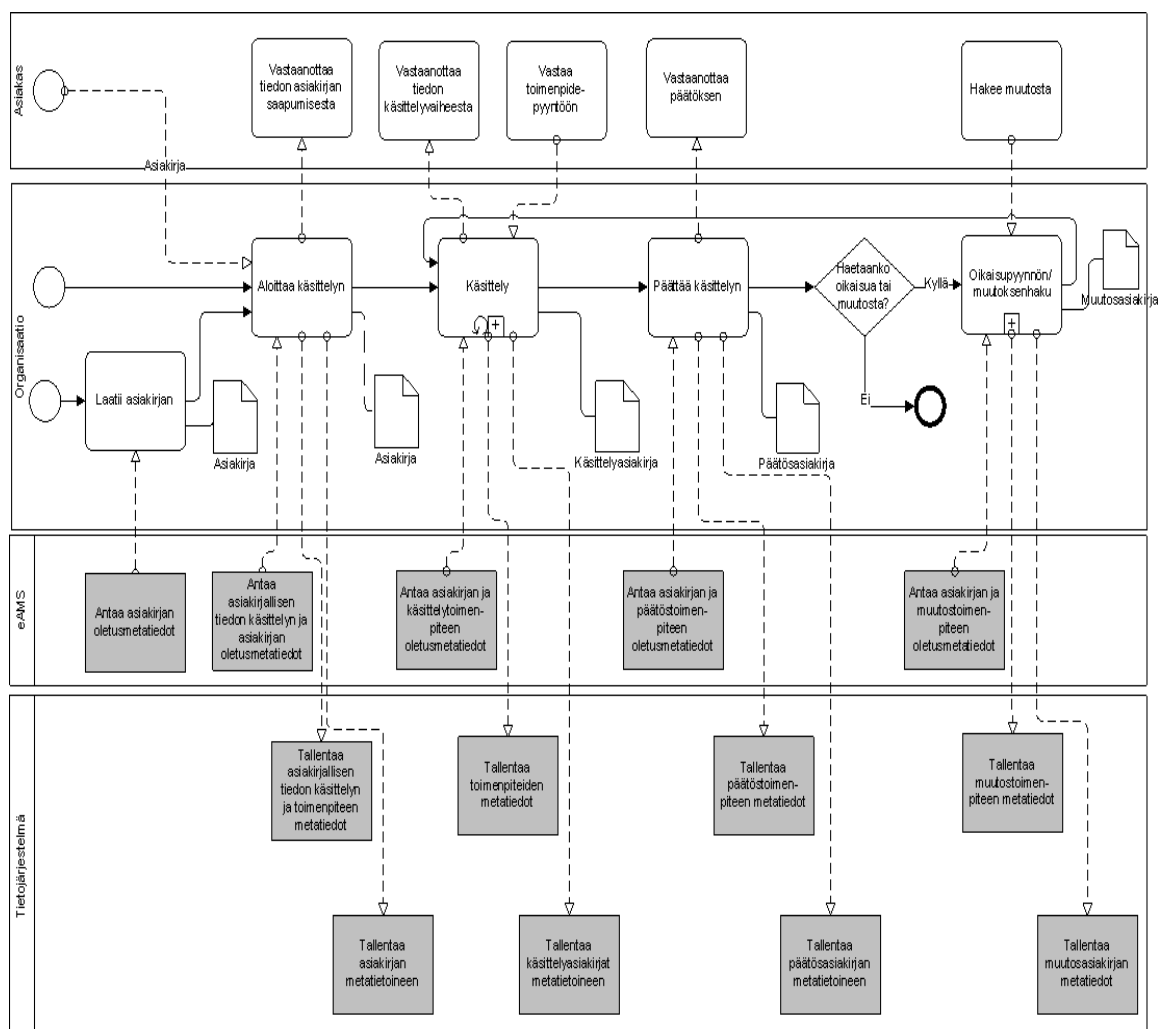 Asiakas
Vastaanottaa
tiedon asiakirjan
saapumisesta
Vastaanottaa
tiedon
käsittelyvaiheesta
Vastaa
toimenpide-
pyyntöön
Vastaanottaa
päätöksen
Hakee muutosta
Asiakirja
Organisaatio
Aloittaa käsittelyn
Käsittely
+
Päättää käsittelyn
Haetaanko
oikaisua tai
muutosta?
Kyllä
Oikaisupyynnön/
muutoksenhaku
+
Muutosasiakirja
Laatii asiakirjan
Asiakirja
Asiakirja
Käsittelyasiakirja
Päätösasiakirja
Ei
eAMS
Antaa asiakirjan
oletusmetatiedot
Antaa
asiakirjallisen
tiedon käsittelyn ja
asiakirjan
oletusmetatiedot
Antaa asiakirjan ja
käsittelytoimen-
piteen
oletusmetatiedot
Antaa asiakirjan ja
päätöstoimen-
piteen
oletusmetatiedot
Antaa asiakirjan ja
muutostoimen-
piteen
oletusmetatiedot
Tietojärjestelmä
Tallentaa
asiakirjallisen
tiedon käsittelyn
ja toimenpiteen
metatiedot
Tallentaa
toimenpiteiden
metatiedot
Tallentaa
päätöstoimen-
piteen metatiedot
Tallentaa
muutostoimen-
piteen metatiedot
Tallentaa
asiakirjan
metatietoineen
Tallentaa
käsittelyasiakirjat
metatietoineen
Tallentaa
päätösasiakirjan
metatietoineen
Tallentaa
muutosasiakirjan
metatiedot